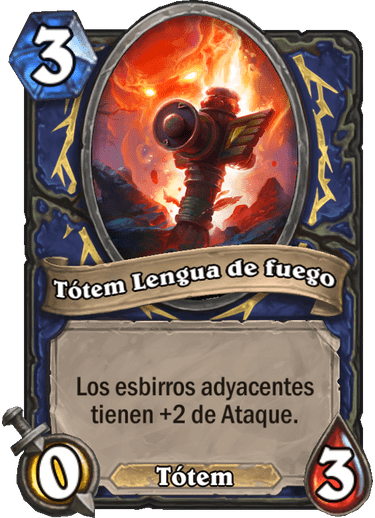 3
Tótem Lengua de fuego
Los esbirros adyacentes
tienen +2 de Ataque.
0
Tótem
3